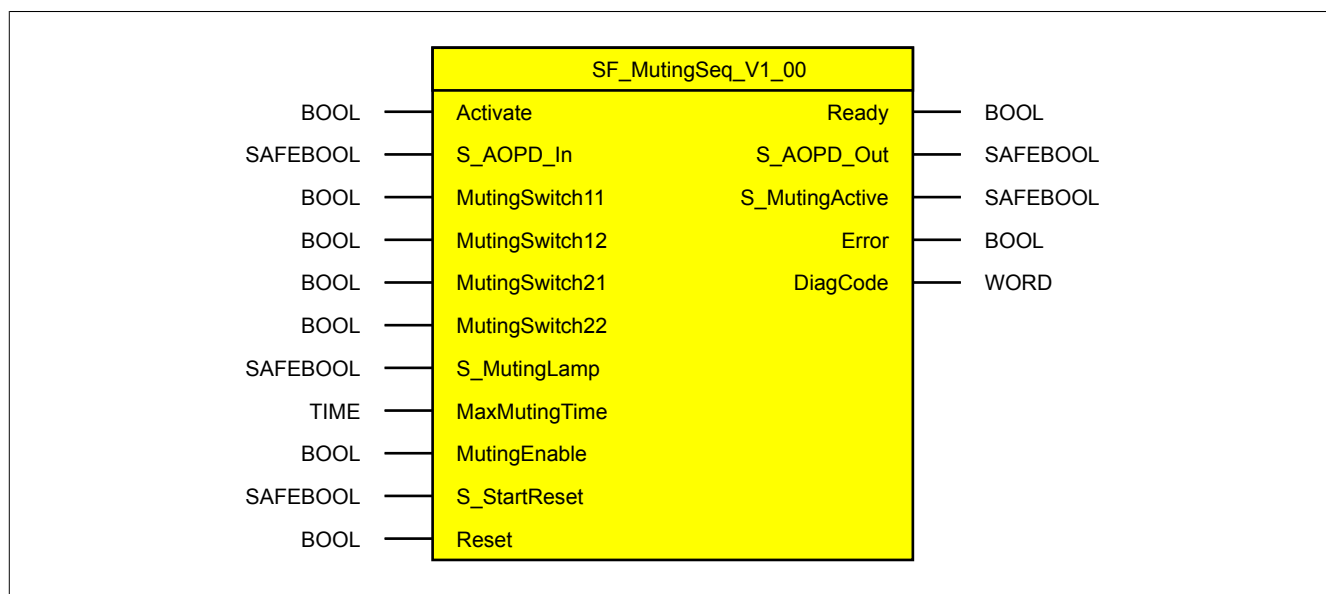 SF_MutingSeq_V1_00
BOOL Activate Ready BOOL
SAFEBOOL S_AOPD_In S_AOPD_Out SAFEBOOL
BOOL MutingSwitch11 S_MutingActive SAFEBOOL
BOOL MutingSwitch12 Error BOOL
BOOL MutingSwitch21 DiagCode WORD
BOOL MutingSwitch22
SAFEBOOL S_MutingLamp
TIME MaxMutingTime
BOOL MutingEnable
SAFEBOOL S_StartReset
BOOL Reset